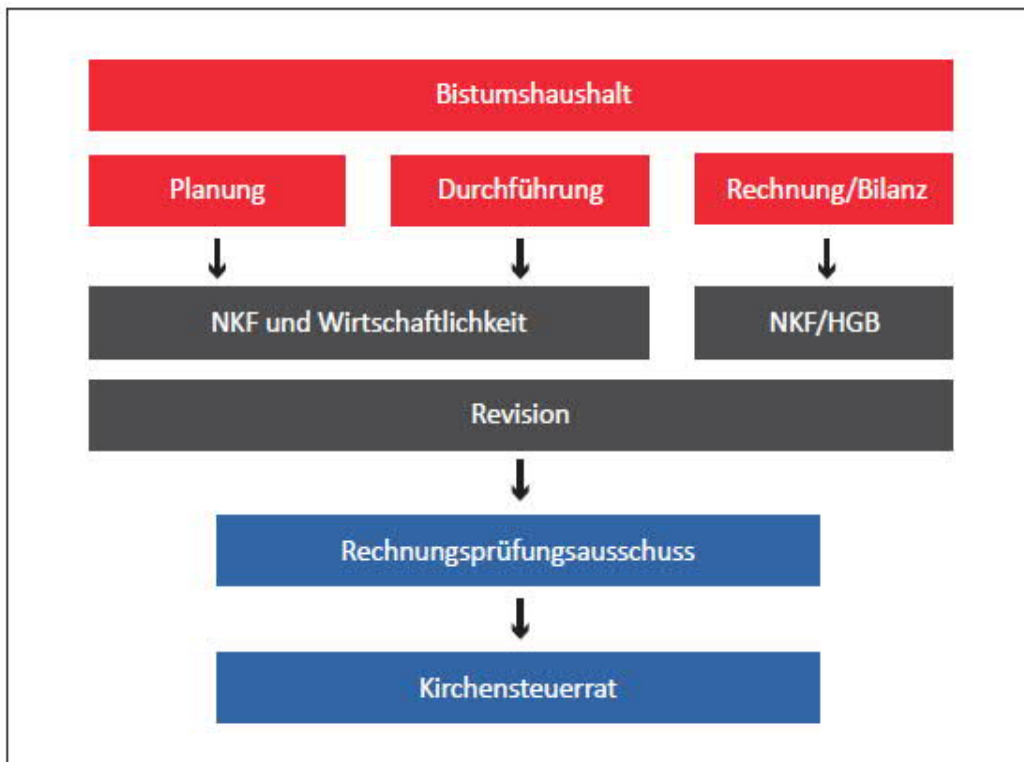 Bistumshaushalt
Planung
Durchführung
Rechnung/Bilanz
NKF und Wirtschaftlichkeit
NKF/HGB
Revision
Rechnungsprüfungsausschuss
Kirchensteuerrat